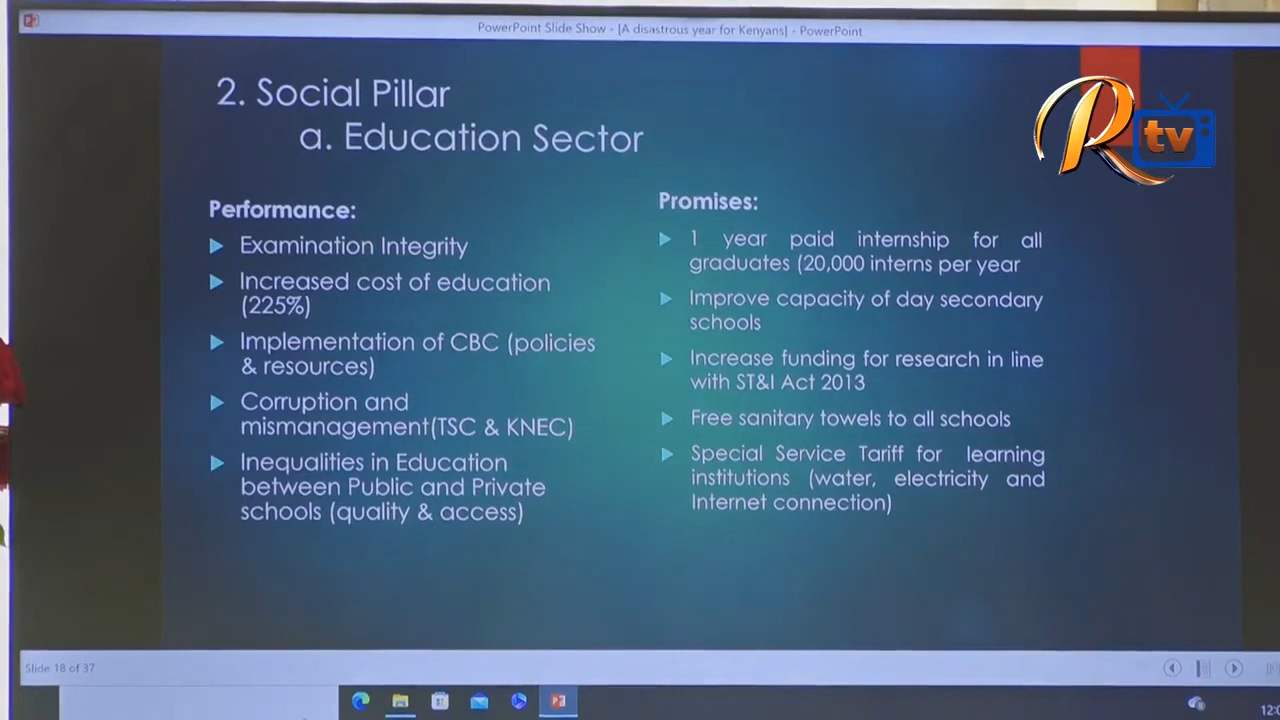 PowerPoint Slide Show - [A disastrous year for Kenyans] - PowerPoint
R tv
2. Social Pillar
a. Education Sector
Performance:
Examination Integrity
Increased cost of education
(225%)
Implementation of CBC (policies
& resources)
Corruption and
mismanagement(TSC & KNEC)
Inequalities in Education
between Public and Private
schools (quality & access)
Promises:
1 year paid internship for all
graduates (20,000 interns per year
Improve capacity of day secondary
schools
Increase funding for research in line
with ST&I Act 2013
Free sanitary towels to all schools
Special Service Tariff for learning
institutions (water, electricity and
Internet connection)
Slide 18 of 37